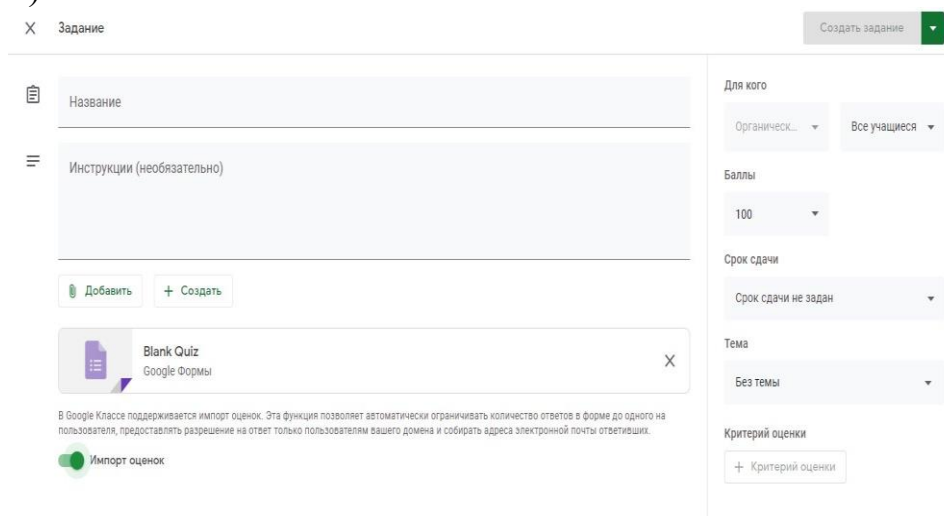 )
X Задание
Создать задание
Название
Инструкции (необязательно)
Добавить + Создать
Blank Quiz
Google Формы
X
В Google Классе поддерживается импорт оценок. Эта функция позволяет автоматически ограничивать количество ответов в форме до одного на
пользователя, предоставлять разрешение на ответ только пользователям вашего домена и собирать адреса электронной почты ответивших.
Импорт оценок
Для кого
Органическ... Все учащиеся
Баллы
100
Срок сдачи
Срок сдачи не задан
Тема
Без темы
Критерий оценки
+ Критерий оценки